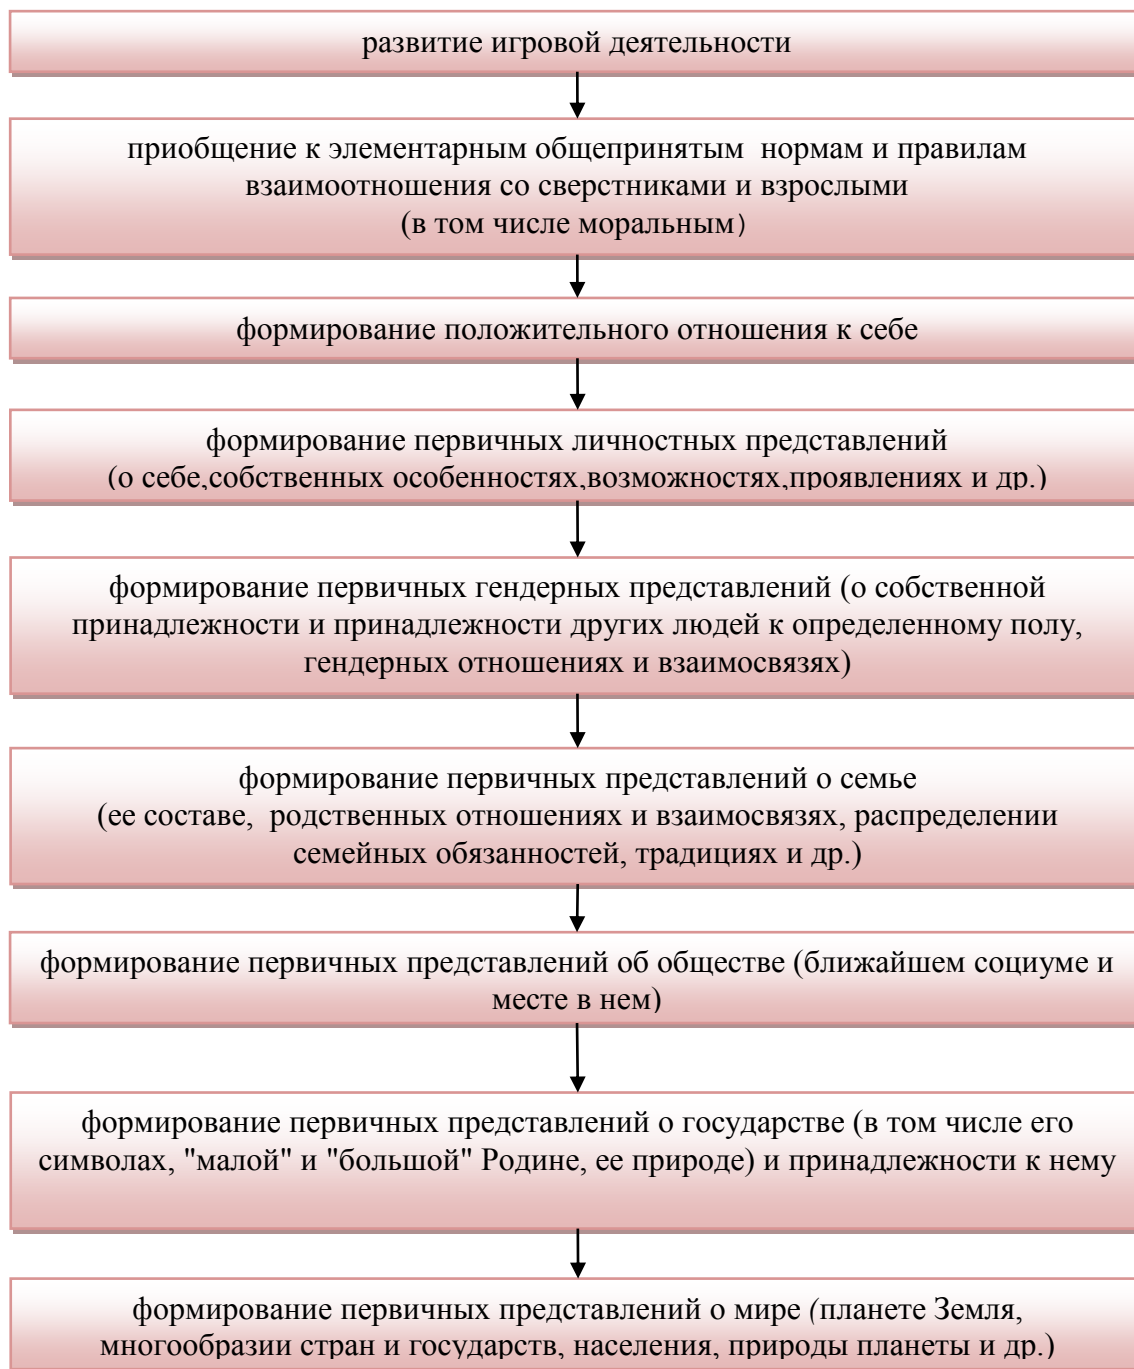 развитие игровой деятельности
приобщение к элементарным общепринятым  нормам и правилам
взаимоотношения со сверстниками и взрослыми
(в том числе моральным)
формирование положительного отношения к себе
формирование первичных личностных представлений
(о себе,собственных особенностях,возможностях,проявлениях и др.)
формирование первичных гендерных представлений (о собственной
принадлежности и принадлежности других людей к определенному полу,
гендерных отношениях и взаимосвязях)
формирование первичных представлений о семье
(ее составе,  родственных отношениях и взаимосвязях, распределении
семейных обязанностей, традициях и др.)
формирование первичных представлений об обществе (ближайшем социуме и
месте в нем)
формирование первичных представлений о государстве (в том числе его
символах, "малой" и "большой" Родине, ее природе) и принадлежности к нему
формирование первичных представлений о мире (планете Земля,
многообразии стран и государств, населения, природы планеты и др.)